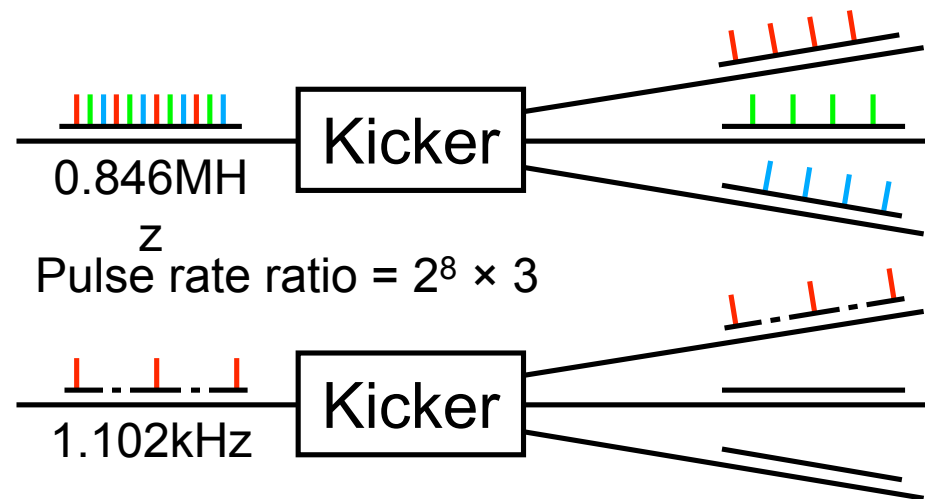 Kicker
0.846MH
z
Pulse rate ratio = 2⁸ × 3
Kicker
1.102kHz